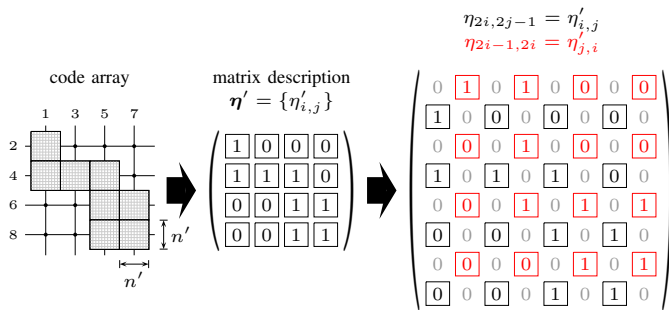 η₂ᵢ,₂ⱼ₋₁ = η′ᵢ,ⱼ
η₂ᵢ₋₁,₂ᵢ = η′ⱼ,ᵢ
code array
matrix description
η′ = {η′ᵢ,ⱼ}
1 3 5 7
2
4
6
8
n′
n′
1 0 0 0
1 1 1 0
0 0 1 1
0 0 1 1
0 1 0 1 0 0 0 0
1 0 0 0 0 0 0 0
0 0 0 1 0 0 0 0
1 0 1 0 1 0 0 0
0 0 0 1 0 1 0 1
0 0 0 0 1 0 1 0
0 0 0 0 0 1 0 1
0 0 0 0 1 0 1 0